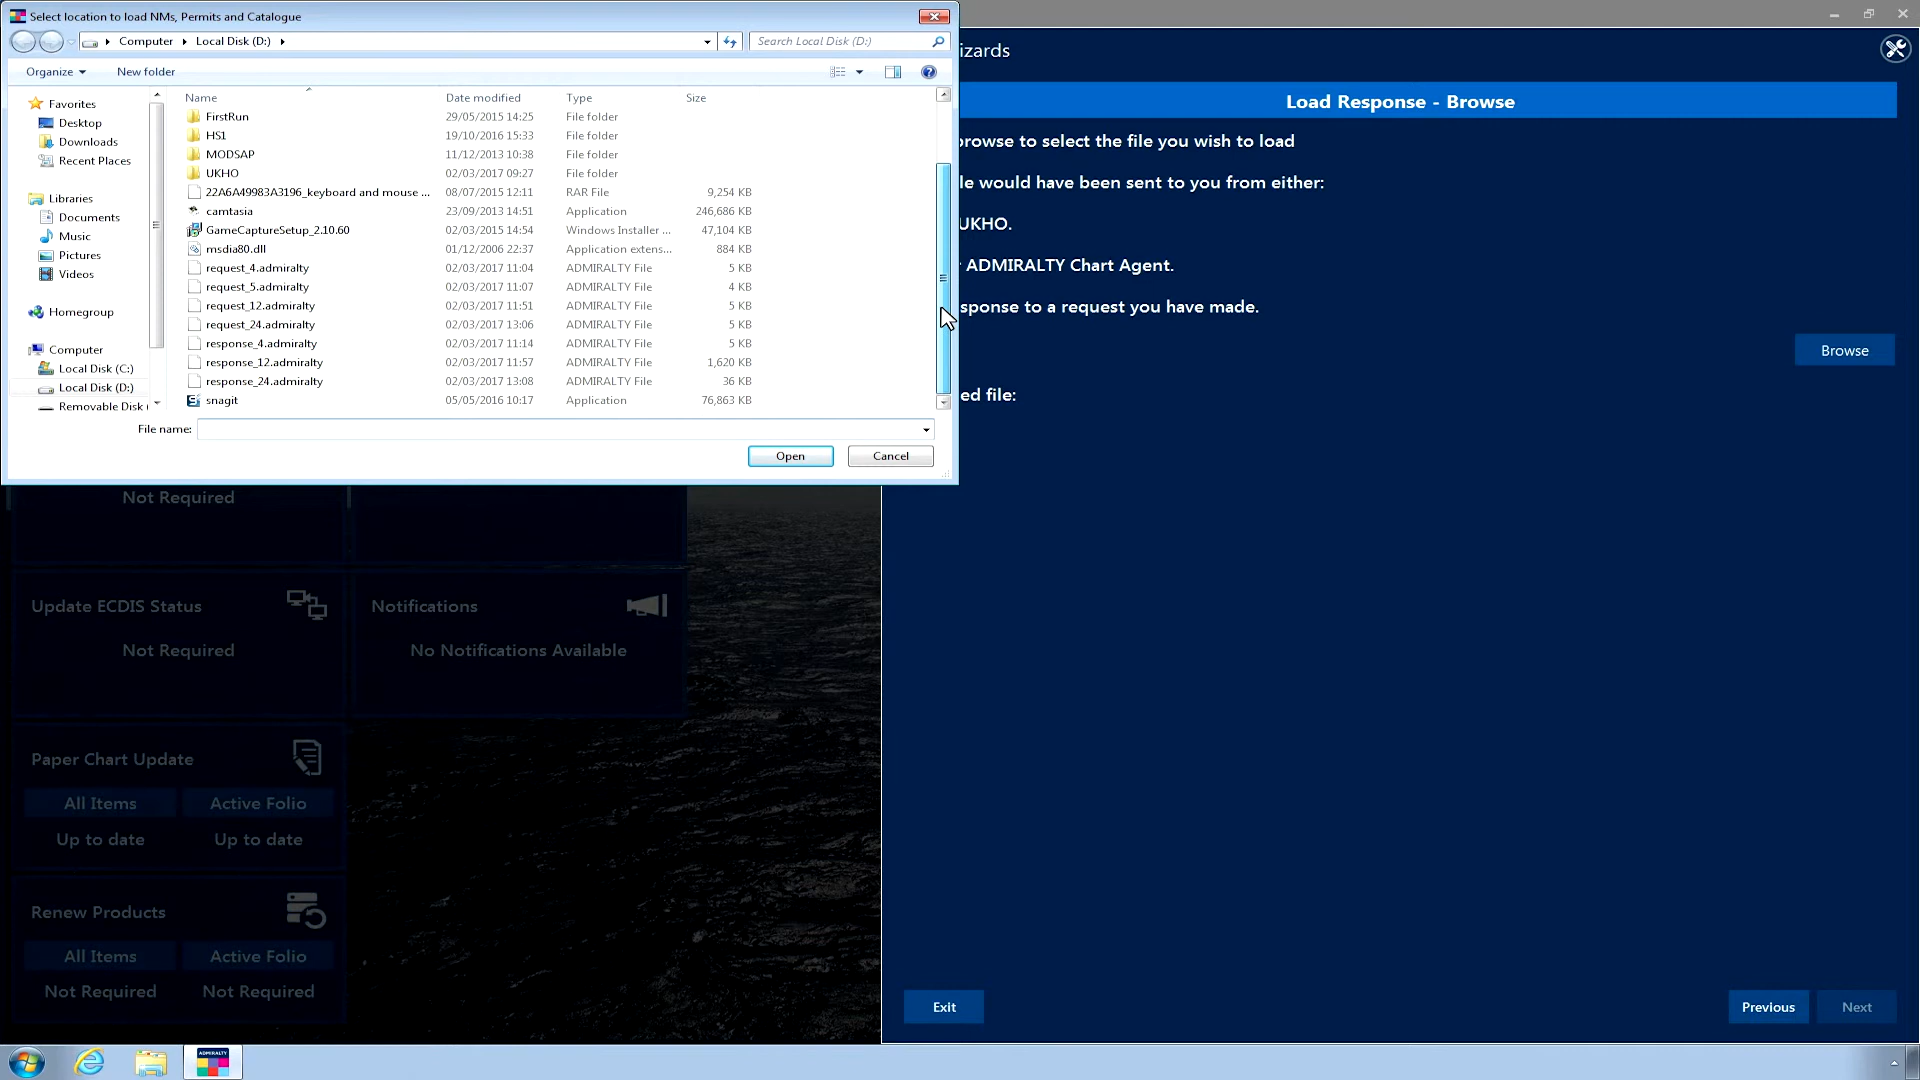 Select location to load NMs, Permits and Catalogue
Computer Local Disk (D:)
Search Local Disk (D:)
Organize New folder
Name Date modified Type Size
Favorites
Desktop
Downloads
Recent Places
Libraries
Documents
Music
Pictures
Videos
Homegroup
Computer
Local Disk (C:)
Local Disk (D:)
Removable Disk
FirstRun 29/05/2015 14:25 File folder
HS1 19/10/2016 15:33 File folder
MODSAP 11/12/2013 10:38 File folder
UKHO 02/03/2017 09:27 File folder
22A6A49983A3196_keyboard and mouse ... 08/07/2015 12:11 RAR File 9,254 KB
camtasia 23/09/2013 14:51 Application 246,686 KB
GameCaptureSetup_2.10.60 02/03/2015 14:54 Windows Installer ... 47,104 KB
msdia80.dll 01/12/2006 22:37 Application extens... 884 KB
request_4.admiralty 02/03/2017 11:04 ADMIRALTY File 5 KB
request_5.admiralty 02/03/2017 11:07 ADMIRALTY File 4 KB
request_12.admiralty 02/03/2017 11:51 ADMIRALTY File 5 KB
request_24.admiralty 02/03/2017 13:06 ADMIRALTY File 5 KB
response_4.admiralty 02/03/2017 11:14 ADMIRALTY File 5 KB
response_12.admiralty 02/03/2017 11:57 ADMIRALTY File 1,620 KB
response_24.admiralty 02/03/2017 13:08 ADMIRALTY File 36 KB
snagit 05/05/2016 10:17 Application 76,863 KB
File name:
Open Cancel
izards
Load Response - Browse
browse to select the file you wish to load
le would have been sent to you from either:
UKHO.
ADMIRALTY Chart Agent.
sponse to a request you have made.
Browse
ed file:
Not Required
Update ECDIS Status
Not Required
Notifications
No Notifications Available
Paper Chart Update
All Items Active Folio
Up to date Up to date
Renew Products
All Items Active Folio
Not Required Not Required
Exit Previous Next
ADMIRALTY